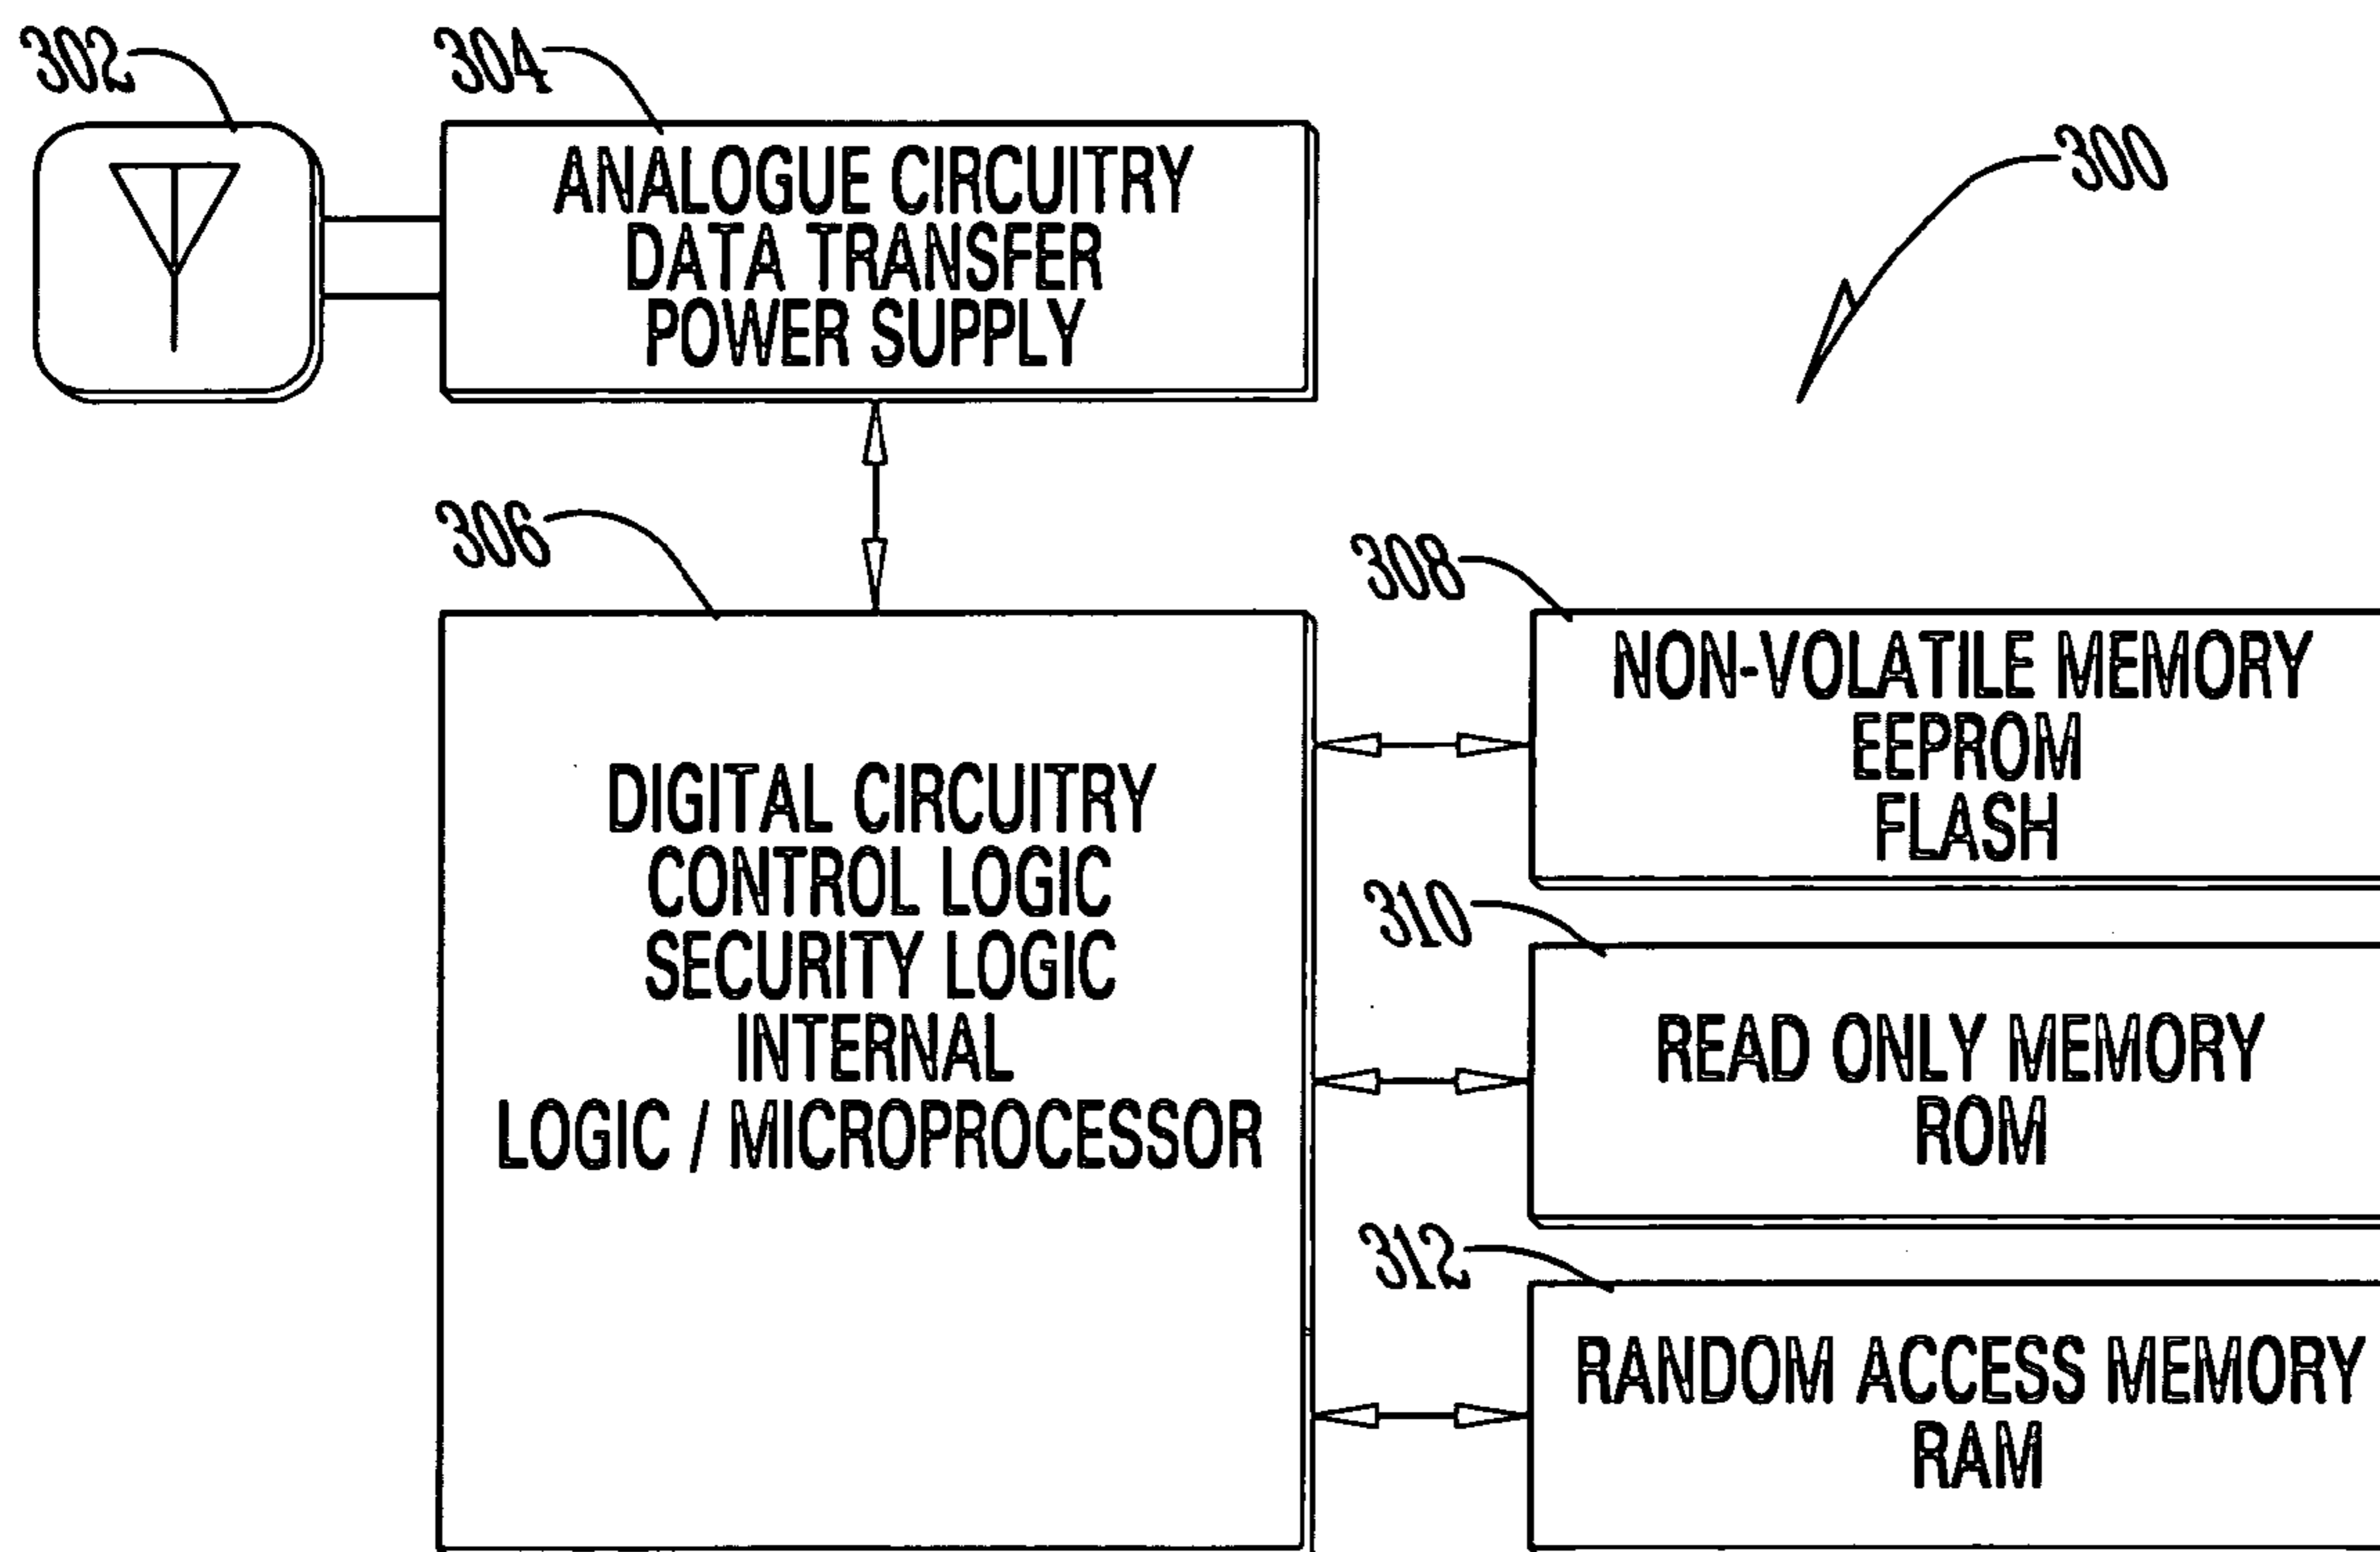 302
304
ANALOGUE CIRCUITRY
DATA TRANSFER
POWER SUPPLY
300
306
DIGITAL CIRCUITRY
CONTROL LOGIC
SECURITY LOGIC
INTERNAL
LOGIC / MICROPROCESSOR
308
NON-VOLATILE MEMORY
EEPROM
FLASH
310
READ ONLY MEMORY
ROM
312
RANDOM ACCESS MEMORY
RAM